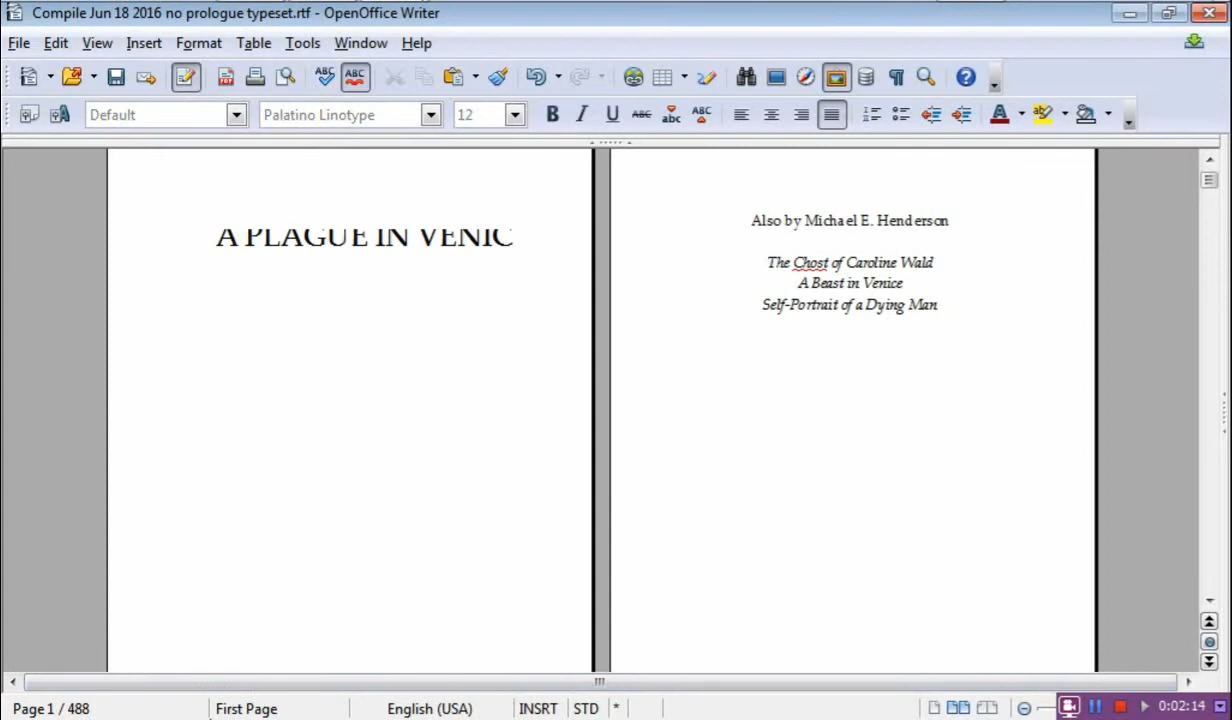 Compile Jun 18 2016 no prologue typeset.rtf - OpenOffice Writer
File Edit View Insert Format Table Tools Window Help
Default Palatino Linotype 12
A PLAGUE IN VENIC
Also by Michael E. Henderson
The Chost of Caroline Wald
A Beast in Venice
Self-Portrait of a Dying Man
Page 1 / 488 First Page English (USA) INSRT STD * 0:02:14